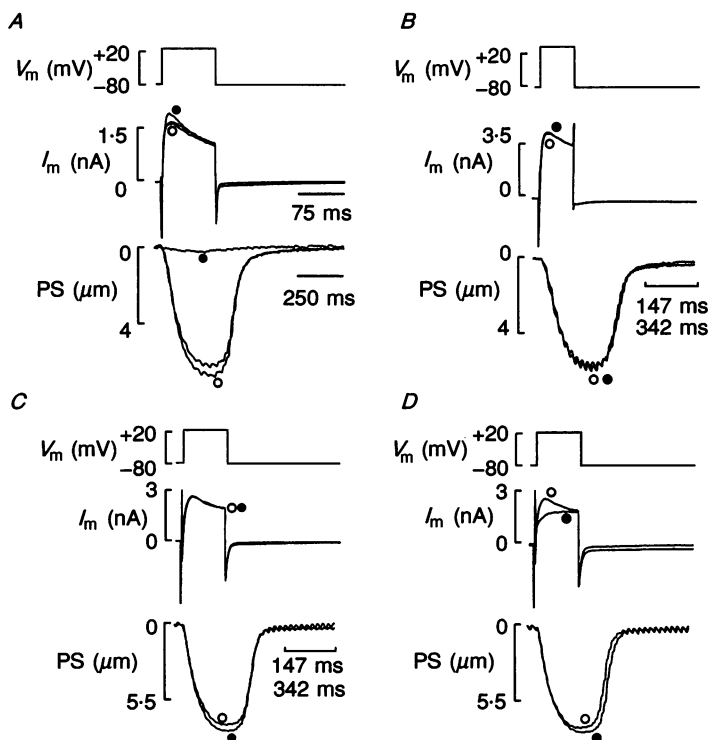 A
Vm (mV)
+20
−80
Im (nA)
1·5
0
75 ms
PS (μm)
0
4
250 ms
B
Vm (mV)
+20
−80
Im (nA)
3·5
0
PS (μm)
0
4
147 ms
342 ms
C
Vm (mV)
+20
−80
Im (nA)
3
0
PS (μm)
0
5·5
147 ms
342 ms
D
Vm (mV)
+20
−80
Im (nA)
3
0
PS (μm)
0
5·5